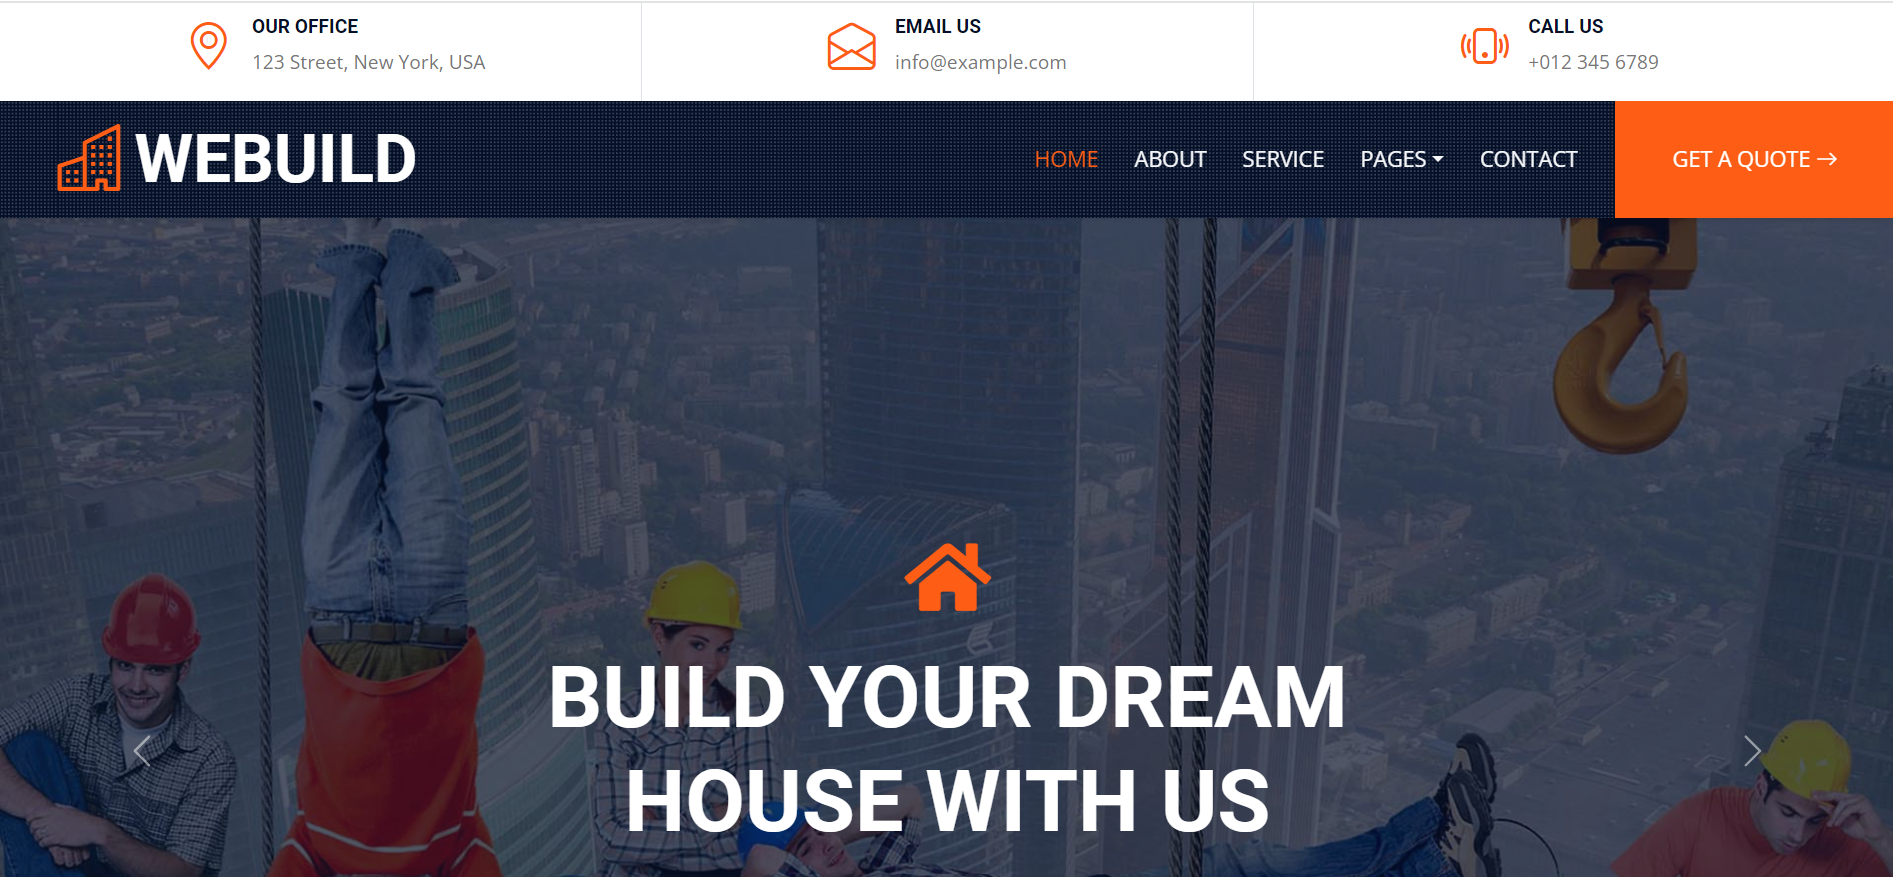 OUR OFFICE
123 Street, New York, USA
EMAIL US
info@example.com
CALL US
+012 345 6789
WEBUILD
HOME
ABOUT
SERVICE
PAGES
CONTACT
GET A QUOTE →
BUILD YOUR DREAM
HOUSE WITH US